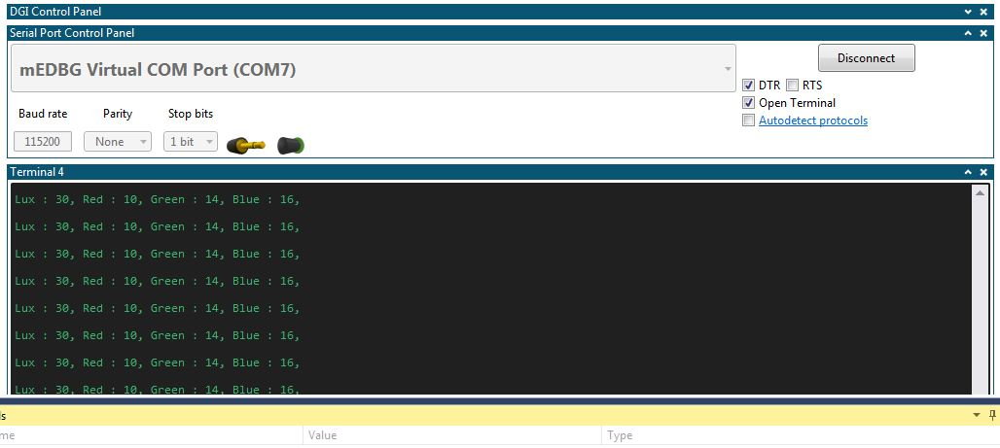 DGI Control Panel
Serial Port Control Panel
mEDBG Virtual COM Port (COM7)
Disconnect
DTR RTS
Open Terminal
Autodetect protocols
Baud rate Parity Stop bits
115200 None 1 bit
Terminal 4
Lux : 30, Red : 10, Green : 14, Blue : 16,
Lux : 30, Red : 10, Green : 14, Blue : 16,
Lux : 30, Red : 10, Green : 14, Blue : 16,
Lux : 30, Red : 10, Green : 14, Blue : 16,
Lux : 30, Red : 10, Green : 14, Blue : 16,
Lux : 30, Red : 10, Green : 14, Blue : 16,
Lux : 30, Red : 10, Green : 14, Blue : 16,
Lux : 30, Red : 10, Green : 14, Blue : 16,
ls
me Value Type